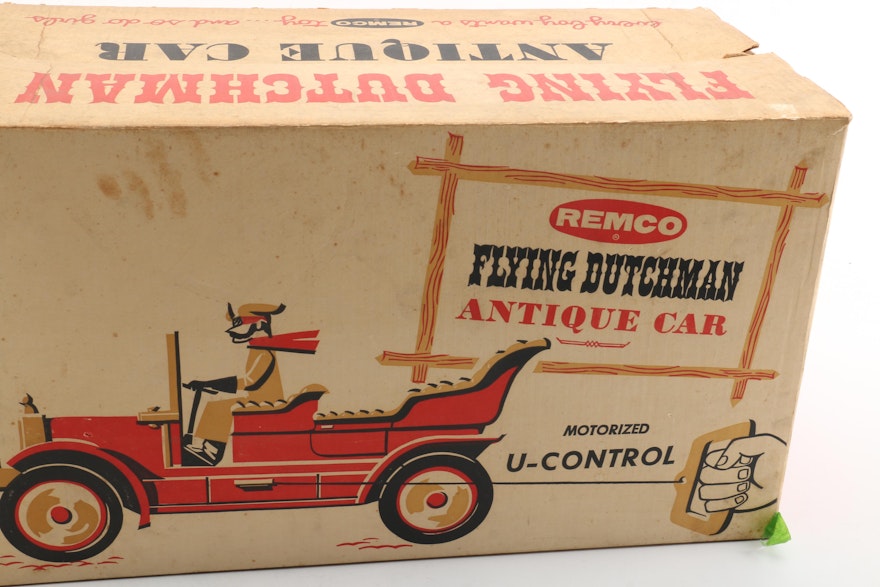 every boy wants a REMCO toy... and so do girls
ANTIQUE CAR
FLYING DUTCHMAN
REMCO
©
FLYING DUTCHMAN
ANTIQUE CAR
MOTORIZED
U-CONTROL